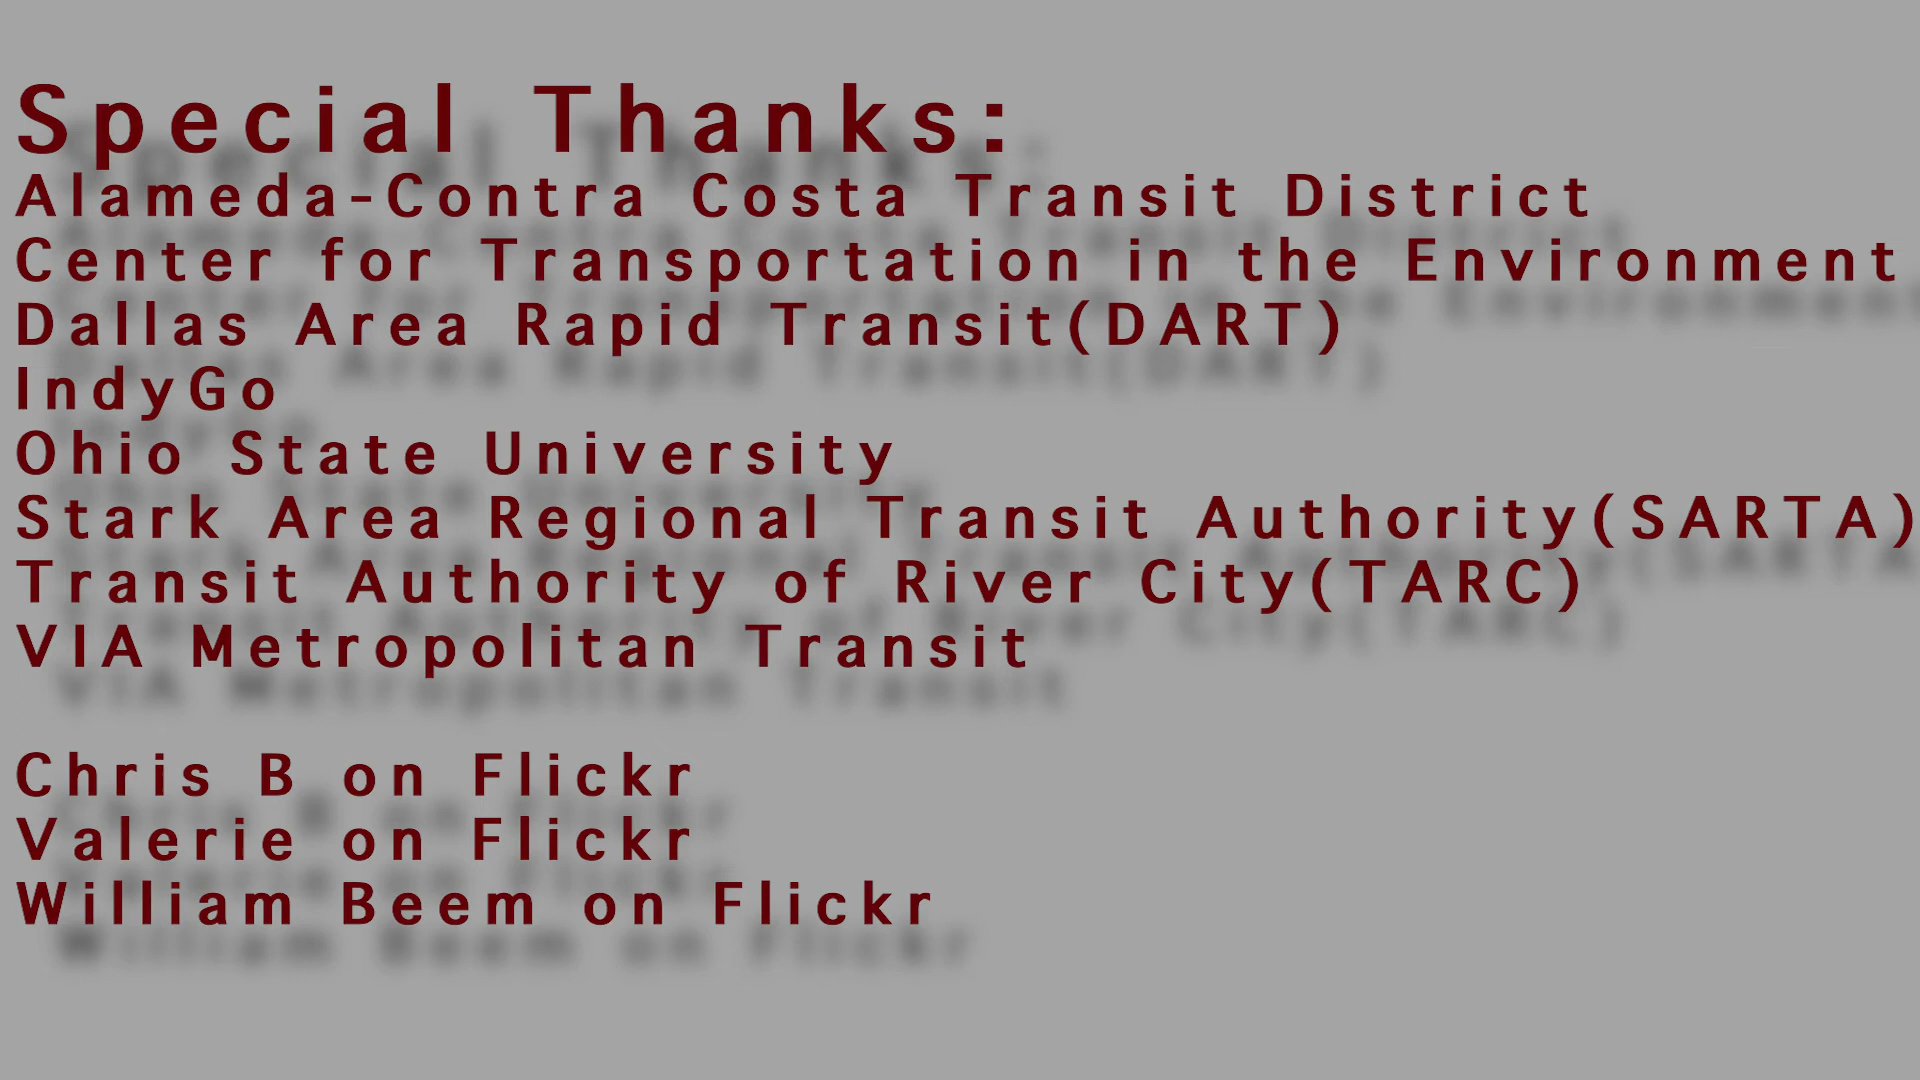 Special Thanks:
Alameda-Contra Costa Transit District
Center for Transportation in the Environment
Dallas Area Rapid Transit(DART)
IndyGo
Ohio State University
Stark Area Regional Transit Authority(SARTA)
Transit Authority of River City(TARC)
VIA Metropolitan Transit
Chris B on Flickr
Valerie on Flickr
William Beem on Flickr